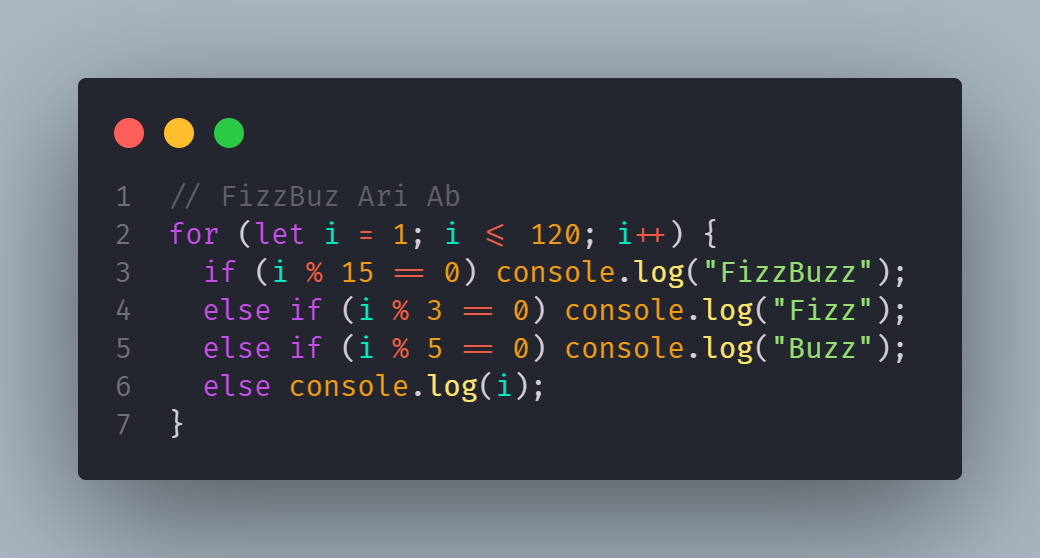 1 // FizzBuz Ari Ab
2 for (let i = 1; i <= 120; i++) {
3   if (i % 15 == 0) console.log("FizzBuzz");
4   else if (i % 3 == 0) console.log("Fizz");
5   else if (i % 5 == 0) console.log("Buzz");
6   else console.log(i);
7 }